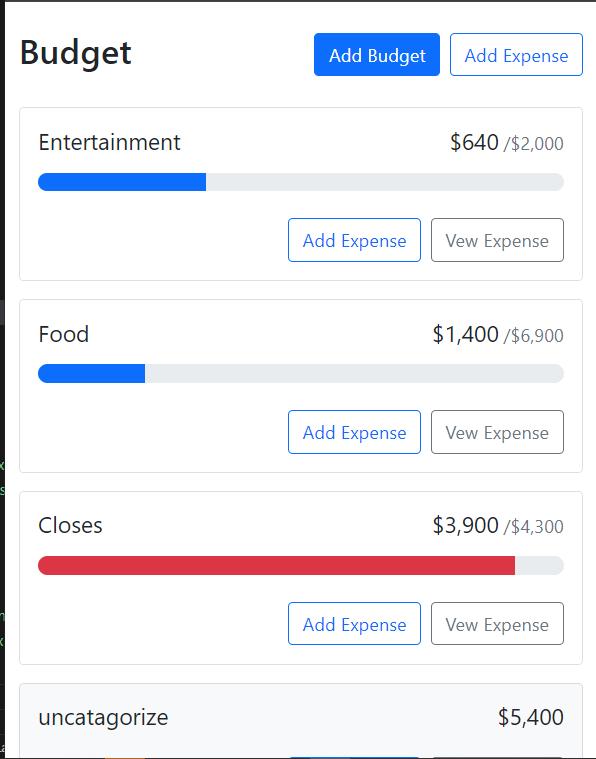 Budget Add Budget Add Expense
Entertainment $640 /$2,000
Add Expense Vew Expense
Food $1,400 /$6,900
Add Expense Vew Expense
Closes $3,900 /$4,300
Add Expense Vew Expense
uncatagorize $5,400